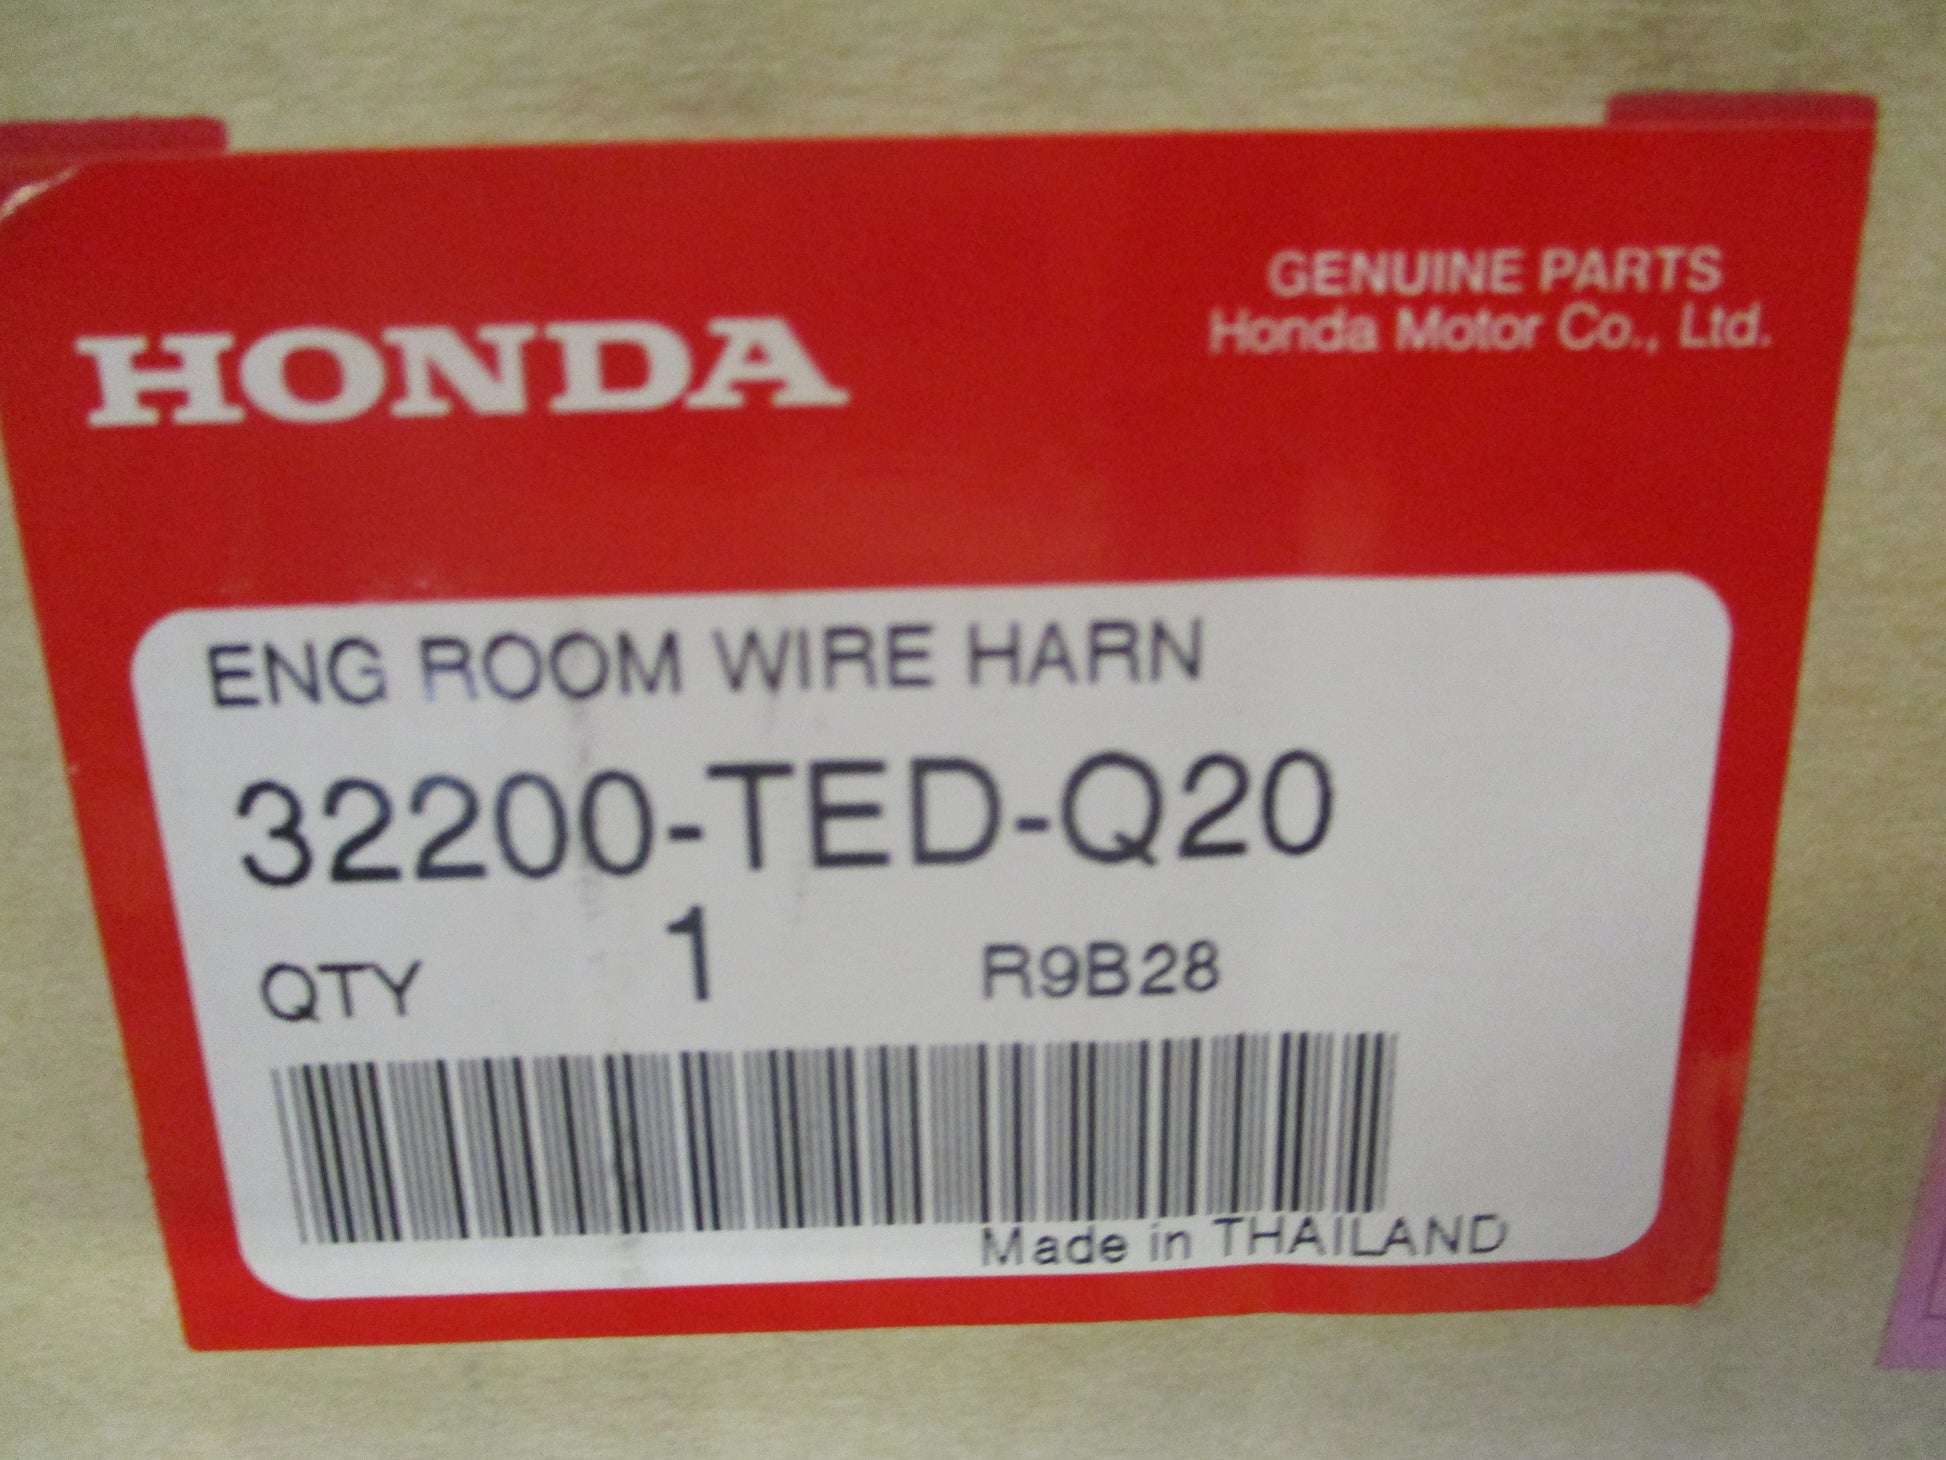 HONDA
GENUINE PARTS
Honda Motor Co., Ltd.
ENG ROOM WIRE HARN
32200-TED-Q20
QTY 1 R9B28
Made in THAILAND